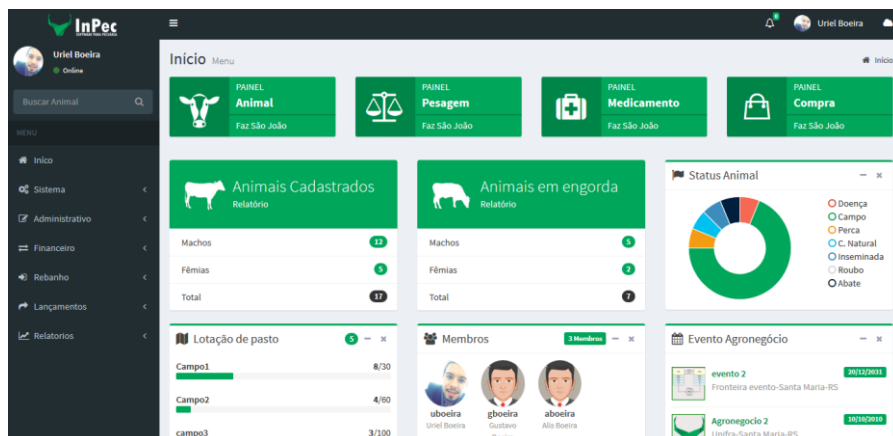 InPec
SOFTWARE PARA PECUÁRIA
Uriel Boeira
Uriel Boeira
Online
Buscar Animal
MENU
Iníco
Sistema
Administrativo
Financeiro
Rebanho
Lançamentos
Relatorios
Início Menu
Início
PAINEL
Animal
Faz São João
PAINEL
Pesagem
Faz São João
PAINEL
Medicamento
Faz São João
PAINEL
Compra
Faz São João
Animais Cadastrados
Relatório
Machos 12
Fêmias 5
Total 17
Animais em engorda
Relatório
Machos 5
Fêmias 2
Total 7
Status Animal
Doença
Campo
Perca
C. Natural
Inseminada
Roubo
Abate
Lotação de pasto 5
Campo1 8/30
Campo2 4/60
campo3 3/100
Membros 3 Membros
uboeira
Uriel Boeira
gboeira
Gustavo
aboeira
Alis Boeira
Evento Agronegócio
evento 2 20/12/2031
Fronteira evento-Santa Maria-RS
Agronegocio 2 10/10/2010
Unifra-Santa Maria-RS